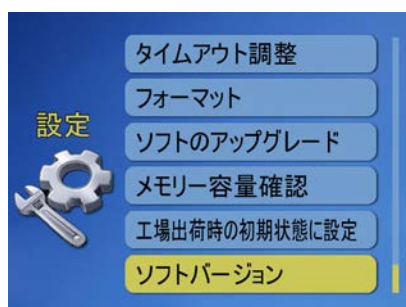 設定
タイムアウト調整
フォーマット
ソフトのアップグレード
メモリー容量確認
工場出荷時の初期状態に設定
ソフトバージョン